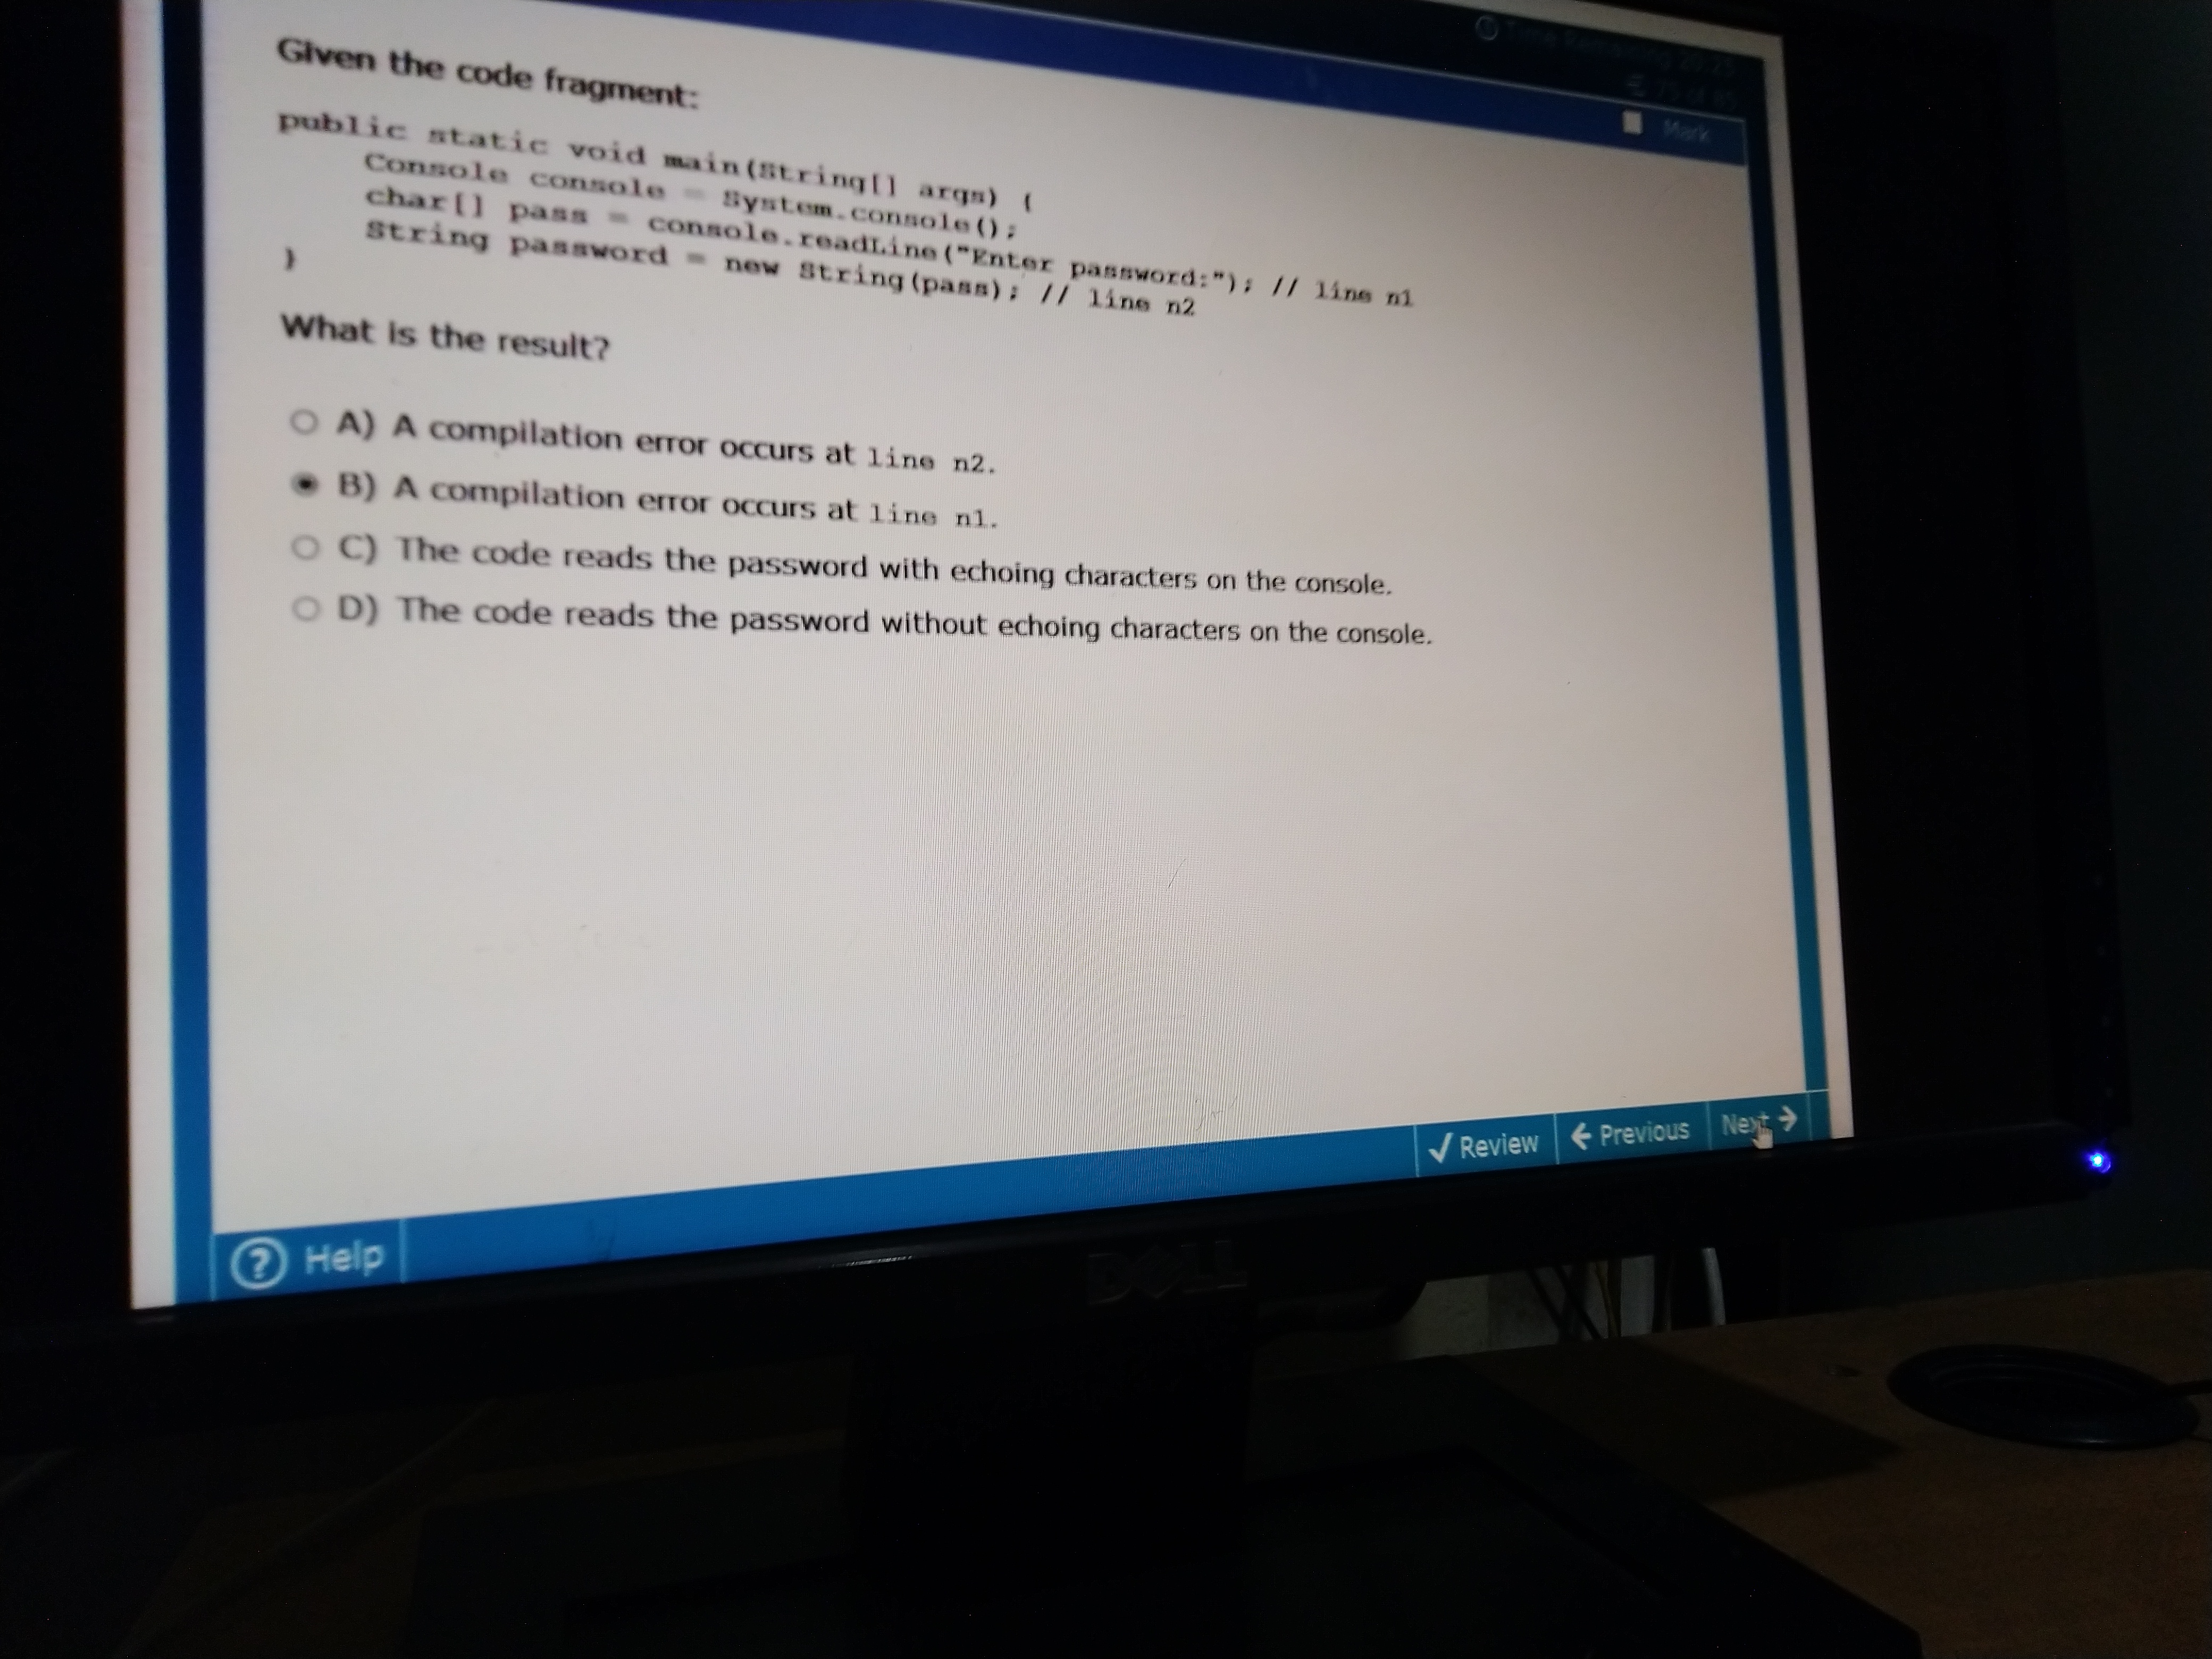 Time Remaining
Mark
Given the code fragment:
public static void main(String[] args) {
Console console = System.console();
char[] pass = console.readLine("Enter password:"); // line n1
String password = new String(pass); // line n2
}
What is the result?
A) A compilation error occurs at line n2.
B) A compilation error occurs at line n1.
C) The code reads the password with echoing characters on the console.
D) The code reads the password without echoing characters on the console.
Review
Previous
Next
Help
DELL